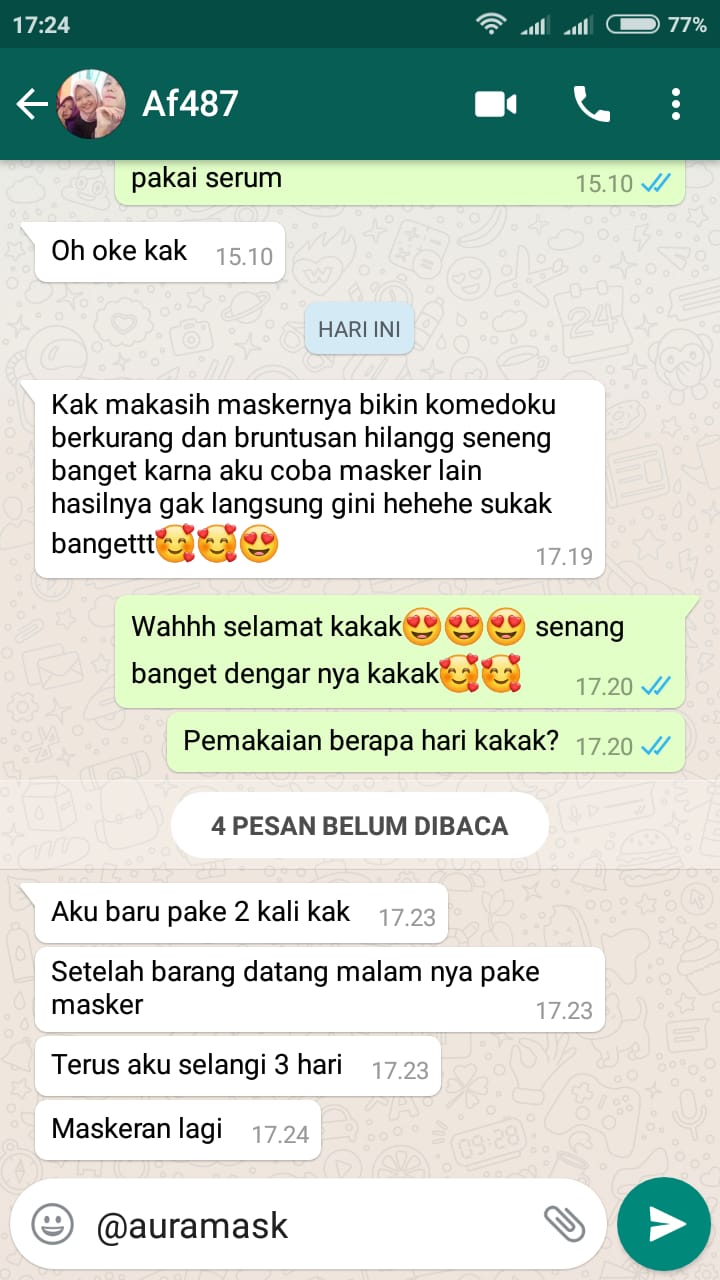 17:24
77%
Af487
pakai serum
15.10
Oh oke kak
15.10
HARI INI
Kak makasih maskernya bikin komedoku
berkurang dan bruntusan hilangg seneng
banget karna aku coba masker lain
hasilnya gak langsung gini hehehe sukak
bangettt🥰🥰😍
17.19
Wahhh selamat kakak😍😍😍 senang
banget dengar nya kakak🥰🥰
17.20
Pemakaian berapa hari kakak?
17.20
4 PESAN BELUM DIBACA
Aku baru pake 2 kali kak
17.23
Setelah barang datang malam nya pake
masker
17.23
Terus aku selangi 3 hari
17.23
Maskeran lagi
17.24
@auramask